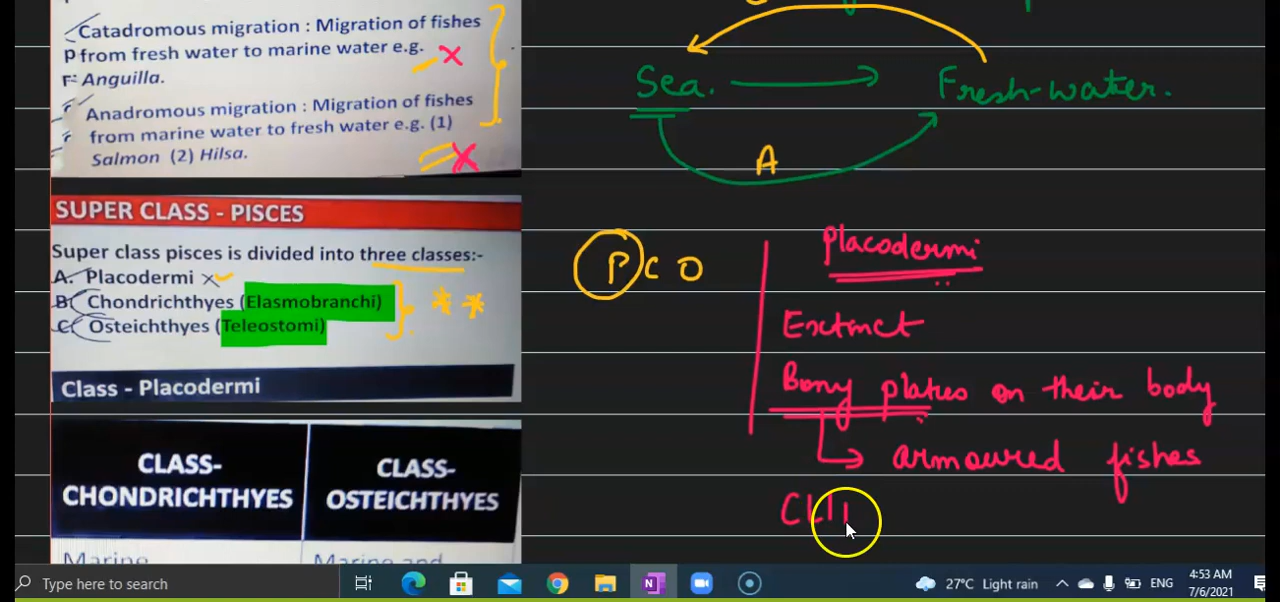 Catadromous migration : Migration of fishes
from fresh water to marine water e.g.
Anguilla.
Anadromous migration : Migration of fishes
from marine water to fresh water e.g. (1)
Salmon (2) Hilsa.
SUPER CLASS - PISCES
Super class pisces is divided into three classes:-
A. Placodermi
B. Chondrichthyes (Elasmobranchi)
C. Osteichthyes (Teleostomi)
Class - Placodermi
CLASS-
CHONDRICHTHYES
CLASS-
OSTEICHTHYES
Marine
Marine and
Sea. Fresh-water.
A
P C O
Placodermi
Extinct
Bony plates on their body
armoured fishes
Type here to search
27°C Light rain
ENG
4:53 AM
7/6/2021